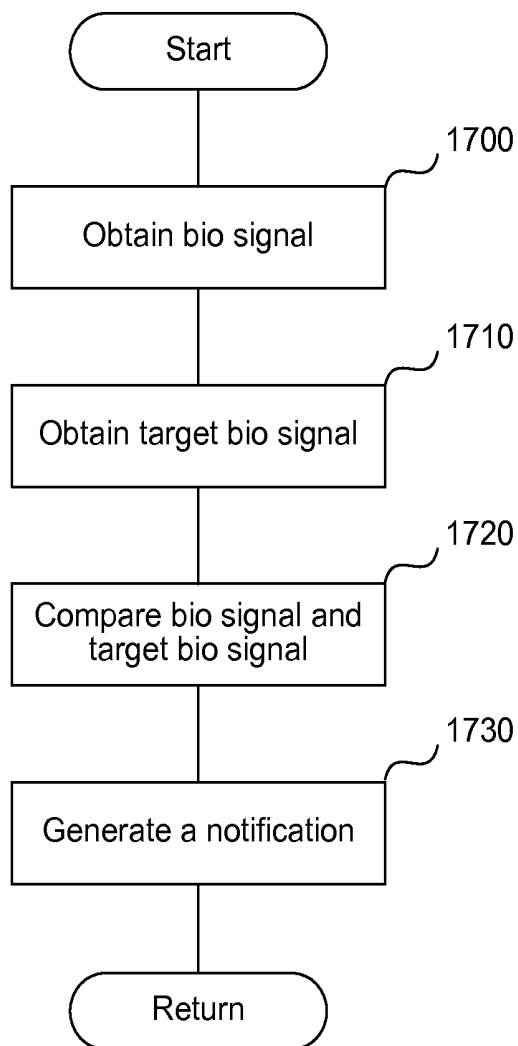 Start
1700
Obtain bio signal
1710
Obtain target bio signal
1720
Compare bio signal and
target bio signal
1730
Generate a notification
Return